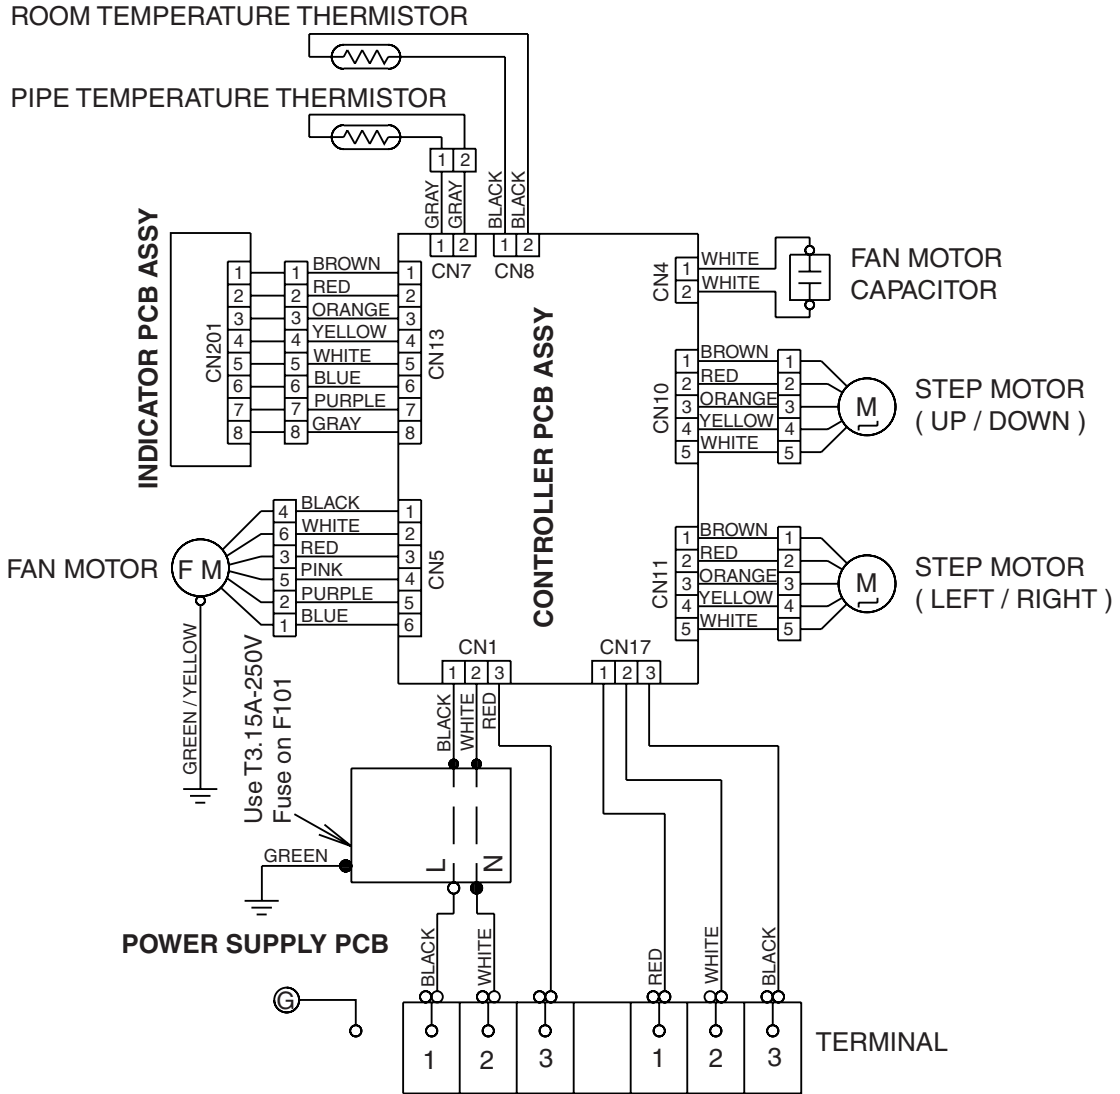 ROOM TEMPERATURE THERMISTOR
PIPE TEMPERATURE THERMISTOR
1 2
GRAY
GRAY
BLACK
BLACK
1 2
CN7
1 2
CN8
INDICATOR PCB ASSY
CN201
1 1 BROWN 1
2 2 RED 2
3 3 ORANGE 3
4 4 YELLOW 4
5 5 WHITE 5
6 6 BLUE 6
7 7 PURPLE 7
8 8 GRAY 8
CN13
CONTROLLER PCB ASSY
CN4
1 WHITE
2 WHITE
FAN MOTOR
CAPACITOR
CN10
1 BROWN 1
2 RED 2
3 ORANGE 3
4 YELLOW 4
5 WHITE 5
M
STEP MOTOR
( UP / DOWN )
FAN MOTOR
F M
4 BLACK 1
6 WHITE 2
3 RED 3
5 PINK 4
2 PURPLE 5
1 BLUE 6
CN5
CN11
1 BROWN 1
2 RED 2
3 ORANGE 3
4 YELLOW 4
5 WHITE 5
M
STEP MOTOR
( LEFT / RIGHT )
GREEN / YELLOW
Use T3.15A-250V
Fuse on F101
CN1
1 2 3
BLACK
WHITE
RED
CN17
1 2 3
GREEN
L
N
POWER SUPPLY PCB
BLACK
WHITE
RED
WHITE
BLACK
G
1 2 3 1 2 3
TERMINAL